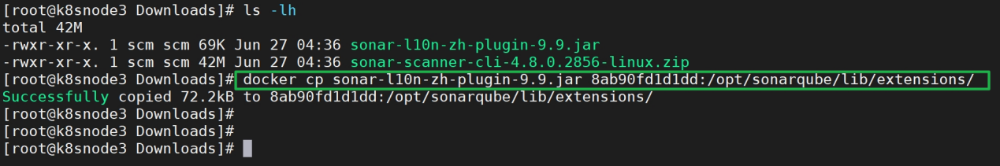 [root@k8snode3 Downloads]# ls -lh
total 42M
-rwxr-xr-x. 1 scm scm 69K Jun 27 04:36 sonar-l10n-zh-plugin-9.9.jar
-rwxr-xr-x. 1 scm scm 42M Jun 27 04:36 sonar-scanner-cli-4.8.0.2856-linux.zip
[root@k8snode3 Downloads]# docker cp sonar-l10n-zh-plugin-9.9.jar 8ab90fd1d1dd:/opt/sonarqube/lib/extensions/
Successfully copied 72.2kB to 8ab90fd1d1dd:/opt/sonarqube/lib/extensions/
[root@k8snode3 Downloads]#
[root@k8snode3 Downloads]#
[root@k8snode3 Downloads]#